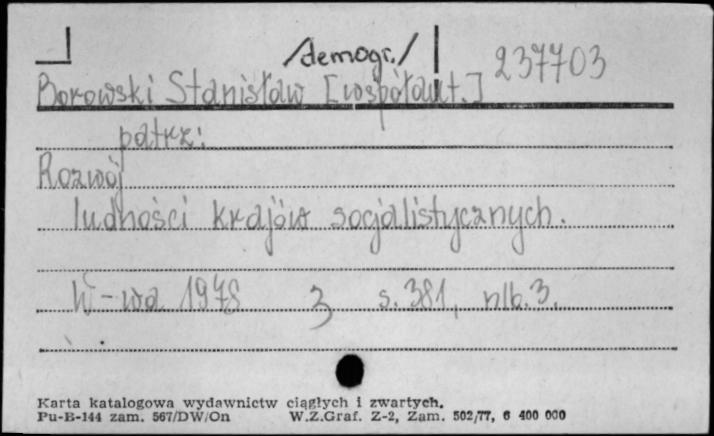 /demogr./ 237703
Borowski Stanisław [współaut.]
patrz:
Rozwój
ludności krajów socjalistycznych.
W-wa 1978 3 s. 381, nlb. 3.
Karta katalogowa wydawnictw ciągłych i zwartych.
Pu-B-144 zam. 567/DW/On W.Z.Graf. Z-2, Zam. 502/77, 6 400 000